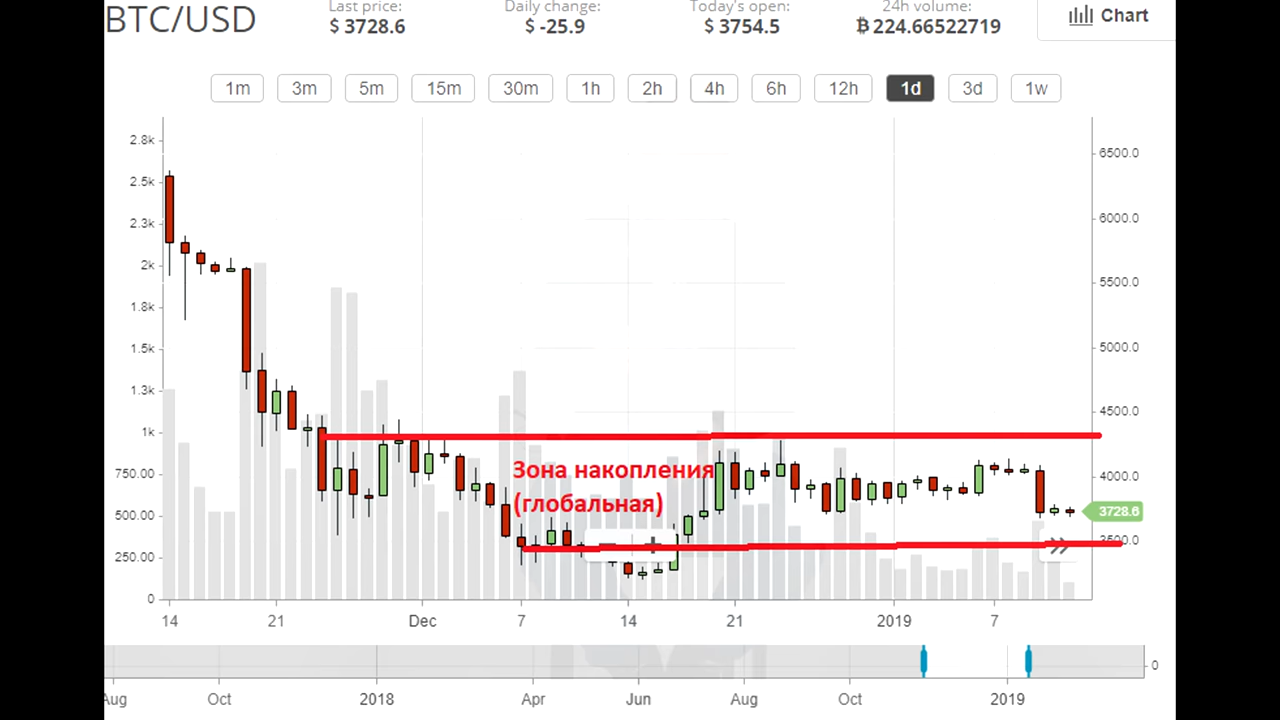 BTC/USD
Last price:
$ 3728.6
Daily change:
$ -25.9
Today's open:
$ 3754.5
24h volume:
฿ 224.66522719
Chart
1m 3m 5m 15m 30m 1h 2h 4h 6h 12h 1d 3d 1w
2.8k
2.5k
2.3k
2k
1.8k
1.5k
1.3k
1k
750.00
500.00
250.00
0
6500.0
6000.0
5500.0
5000.0
4500.0
4000.0
3728.6
3500.0
Зона накопления
(глобальная)
14 21 Dec 7 14 21 2019 7
0
Aug Oct 2018 Apr Jun Aug Oct 2019